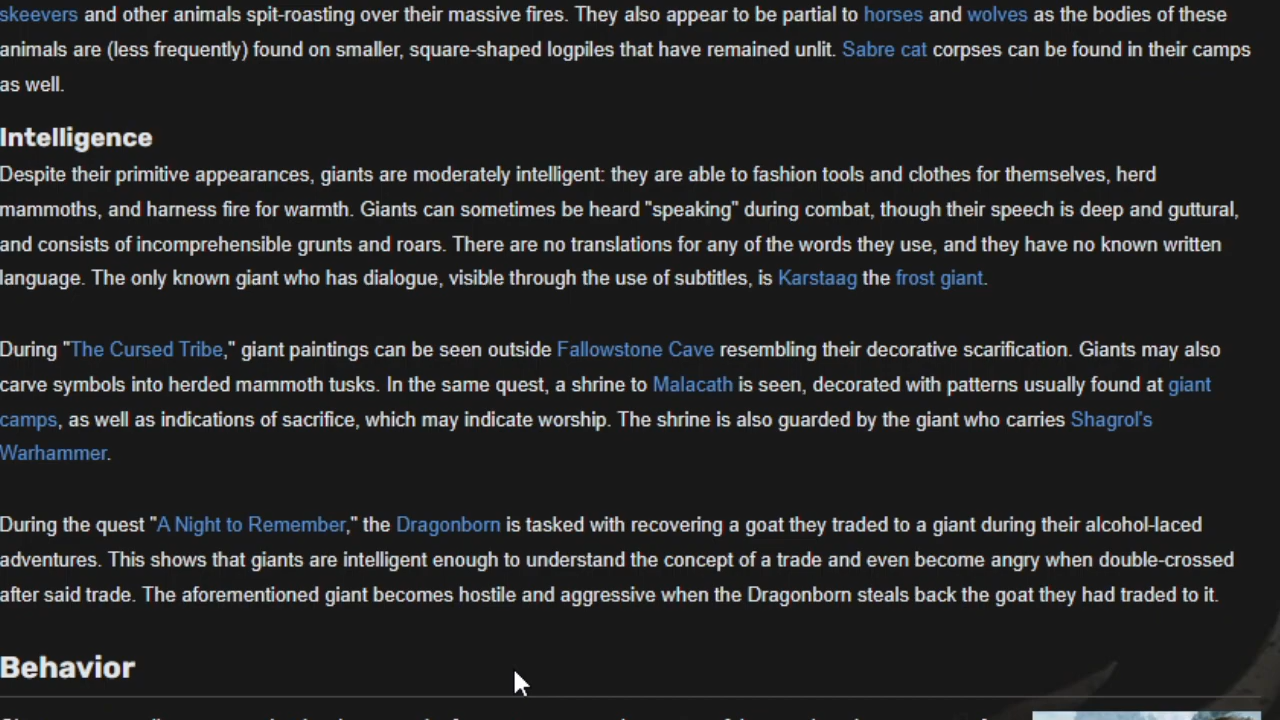 skeevers and other animals spit-roasting over their massive fires. They also appear to be partial to horses and wolves as the bodies of these
animals are (less frequently) found on smaller, square-shaped logpiles that have remained unlit. Sabre cat corpses can be found in their camps
as well.
Intelligence
Despite their primitive appearances, giants are moderately intelligent: they are able to fashion tools and clothes for themselves, herd
mammoths, and harness fire for warmth. Giants can sometimes be heard "speaking" during combat, though their speech is deep and guttural,
and consists of incomprehensible grunts and roars. There are no translations for any of the words they use, and they have no known written
language. The only known giant who has dialogue, visible through the use of subtitles, is Karstaag the frost giant.
During "The Cursed Tribe," giant paintings can be seen outside Fallowstone Cave resembling their decorative scarification. Giants may also
carve symbols into herded mammoth tusks. In the same quest, a shrine to Malacath is seen, decorated with patterns usually found at giant
camps, as well as indications of sacrifice, which may indicate worship. The shrine is also guarded by the giant who carries Shagrol's
Warhammer.
During the quest "A Night to Remember," the Dragonborn is tasked with recovering a goat they traded to a giant during their alcohol-laced
adventures. This shows that giants are intelligent enough to understand the concept of a trade and even become angry when double-crossed
after said trade. The aforementioned giant becomes hostile and aggressive when the Dragonborn steals back the goat they had traded to it.
Behavior